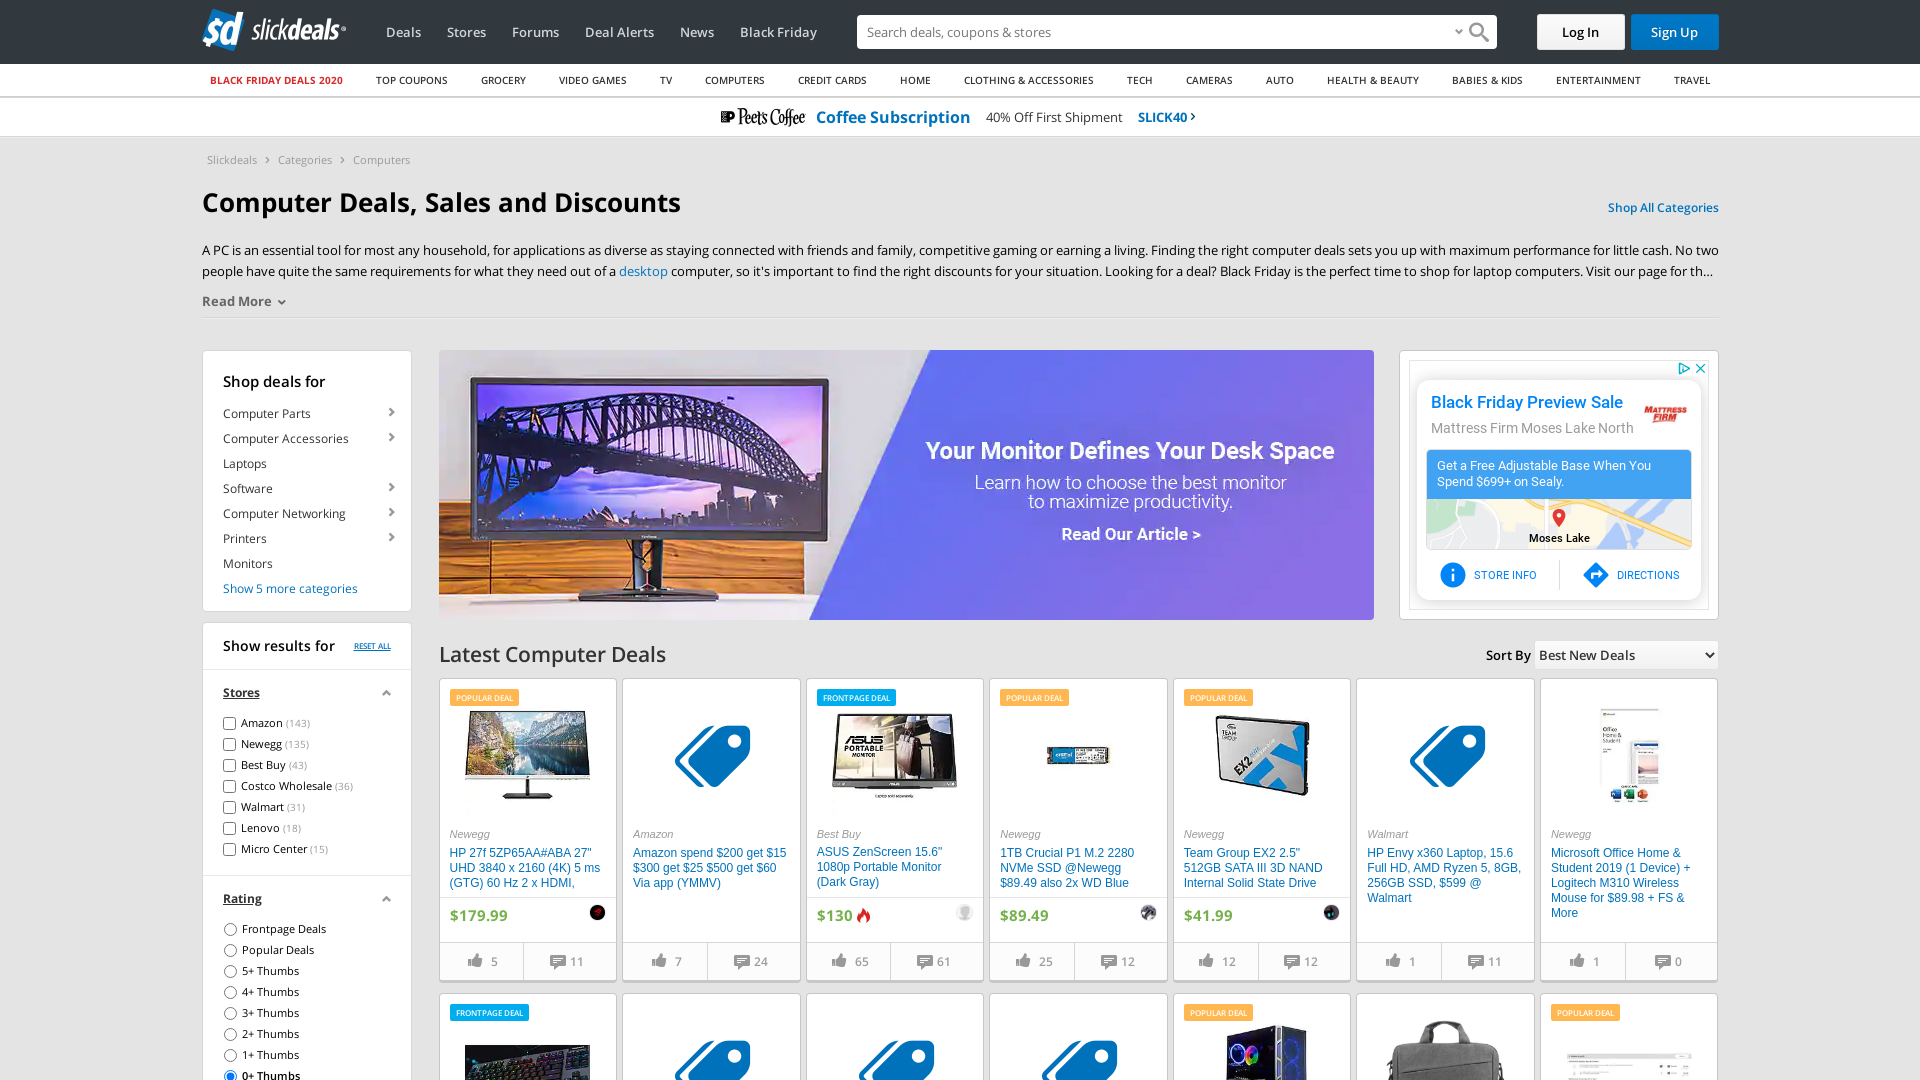 sd slickdeals
Deals
Stores
Forums
Deal Alerts
News
Black Friday
Search deals, coupons & stores
Log In
Sign Up
BLACK FRIDAY DEALS 2020
TOP COUPONS
GROCERY
VIDEO GAMES
TV
COMPUTERS
CREDIT CARDS
HOME
CLOTHING & ACCESSORIES
TECH
CAMERAS
AUTO
HEALTH & BEAUTY
BABIES & KIDS
ENTERTAINMENT
TRAVEL
Peet's Coffee
Coffee Subscription
40% Off First Shipment
SLICK40
Slickdeals
Categories
Computers
Computer Deals, Sales and Discounts
Shop All Categories
A PC is an essential tool for most any household, for applications as diverse as staying connected with friends and family, competitive gaming or earning a living. Finding the right computer deals sets you up with maximum performance for little cash. No two
people have quite the same requirements for what they need out of a desktop computer, so it's important to find the right discounts for your situation. Looking for a deal? Black Friday is the perfect time to shop for laptop computers. Visit our page for th…
Read More
Shop deals for
Computer Parts
Computer Accessories
Laptops
Software
Computer Networking
Printers
Monitors
Show 5 more categories
Your Monitor Defines Your Desk Space
Learn how to choose the best monitor
to maximize productivity.
Read Our Article >
Black Friday Preview Sale
Mattress Firm Moses Lake North
MATTRESS
FIRM
Get a Free Adjustable Base When You
Spend $699+ on Sealy.
Moses Lake
STORE INFO
DIRECTIONS
Show results for
RESET ALL
Stores
Amazon (143)
Newegg (135)
Best Buy (43)
Costco Wholesale (36)
Walmart (31)
Lenovo (18)
Micro Center (15)
Rating
Frontpage Deals
Popular Deals
5+ Thumbs
4+ Thumbs
3+ Thumbs
2+ Thumbs
1+ Thumbs
0+ Thumbs
Latest Computer Deals
Sort By
Best New Deals
POPULAR DEAL
Newegg
HP 27f 5ZP65AA#ABA 27"
UHD 3840 x 2160 (4K) 5 ms
(GTG) 60 Hz 2 x HDMI,
$179.99
5
11
Amazon
Amazon spend $200 get $15
$300 get $25 $500 get $60
Via app (YMMV)
7
24
FRONTPAGE DEAL
ASUS
PORTABLE
MONITOR
Best Buy
ASUS ZenScreen 15.6"
1080p Portable Monitor
(Dark Gray)
$130
65
61
POPULAR DEAL
Newegg
1TB Crucial P1 M.2 2280
NVMe SSD @Newegg
$89.49 also 2x WD Blue
$89.49
25
12
POPULAR DEAL
TEAM
GROUP
EX2
Newegg
Team Group EX2 2.5"
512GB SATA III 3D NAND
Internal Solid State Drive
$41.99
12
12
Walmart
HP Envy x360 Laptop, 15.6
Full HD, AMD Ryzen 5, 8GB,
256GB SSD, $599 @
Walmart
1
11
Office
Home &
Student
Newegg
Microsoft Office Home &
Student 2019 (1 Device) +
Logitech M310 Wireless
Mouse for $89.98 + FS &
More
1
0
FRONTPAGE DEAL
POPULAR DEAL
POPULAR DEAL